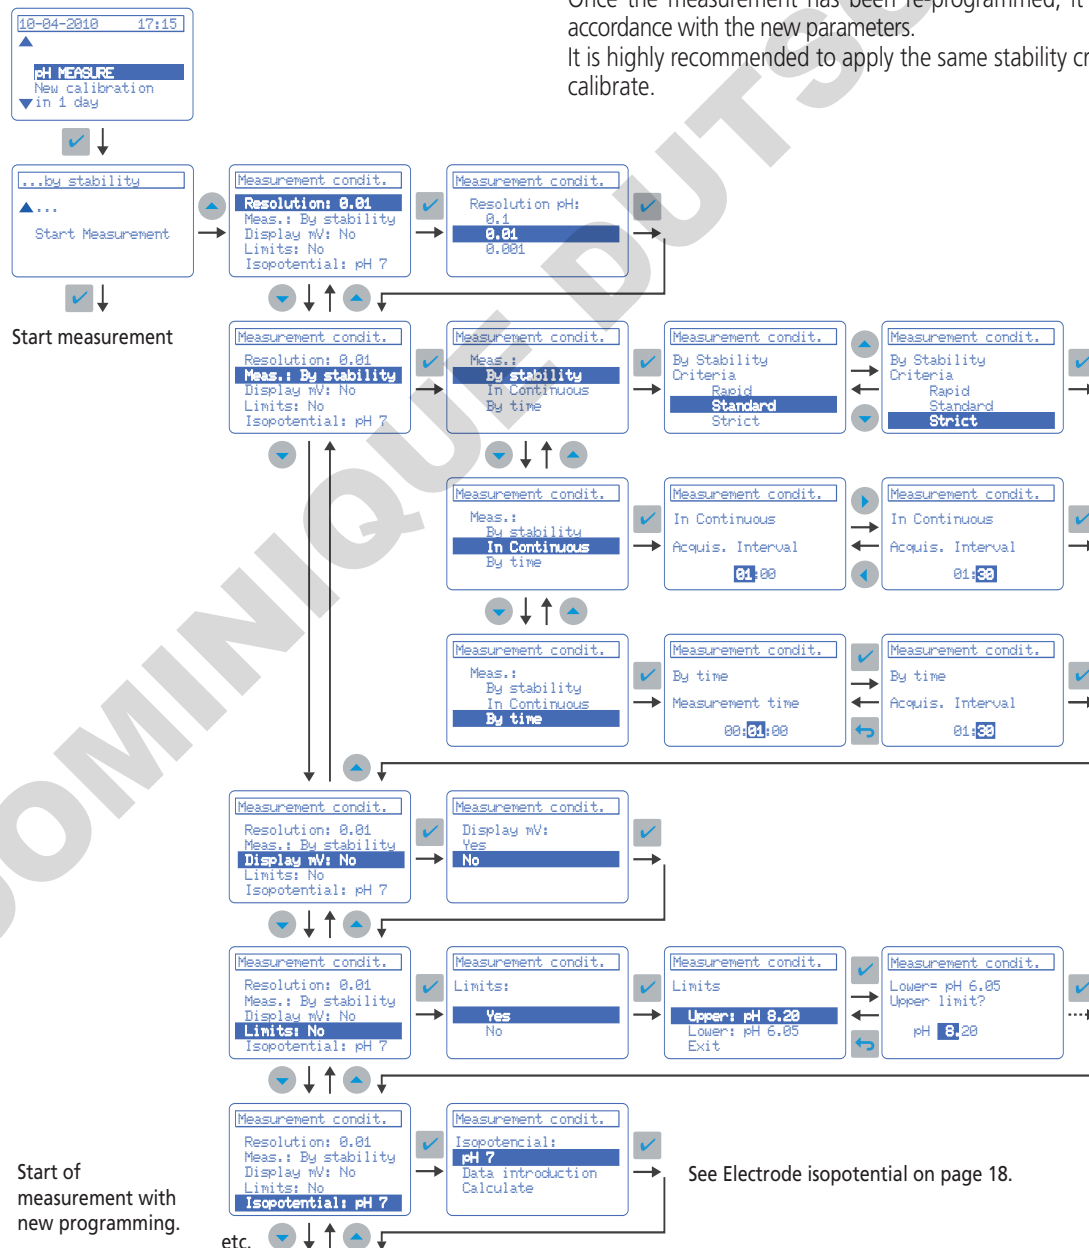 Once the measurement has been re-programmed, it
accordance with the new parameters.
It is highly recommended to apply the same stability
calibrate.
10-04-2010 17:15
pH MEASURE
New calibration
in 1 day
...by stability
...
Start Measurement
Start measurement
Measurement condit.
Resolution: 0.01
Meas.: By stability
Display mV: No
Limits: No
Isopotential: pH 7
Measurement condit.
Resolution pH:
0.1
0.01
0.001
Measurement condit.
Resolution: 0.01
Meas.: By stability
Display mV: No
Limits: No
Isopotential: pH 7
Measurement condit.
Meas.:
By stability
In Continuous
By time
Measurement condit.
By Stability
Criteria
Rapid
Standard
Strict
Measurement condit.
By Stability
Criteria
Rapid
Standard
Strict
Measurement condit.
Meas.:
By stability
In Continuous
By time
Measurement condit.
In Continuous
Acquis. Interval
01:00
Measurement condit.
In Continuous
Acquis. Interval
01:30
Measurement condit.
Meas.:
By stability
In Continuous
By time
Measurement condit.
By time
Measurement time
00:01:00
Measurement condit.
By time
Acquis. Interval
01:30
Measurement condit.
Resolution: 0.01
Meas.: By stability
Display mV: No
Limits: No
Isopotential: pH 7
Measurement condit.
Display mV:
Yes
No
Measurement condit.
Resolution: 0.01
Meas.: By stability
Display mV: No
Limits: No
Isopotential: pH 7
Measurement condit.
Limits:
Yes
No
Measurement condit.
Limits
Upper: pH 8.20
Lower: pH 6.05
Exit
Measurement condit.
Lower= pH 6.05
Upper limit?
pH 8.20
Measurement condit.
Resolution: 0.01
Meas.: By stability
Display mV: No
Limits: No
Isopotential: pH 7
Measurement condit.
Isopotencial:
pH 7
Data introduction
Calculate
See Electrode isopotential on page 18.
Start of
measurement with
new programming.
etc.
DOMINIQUE DUTSC